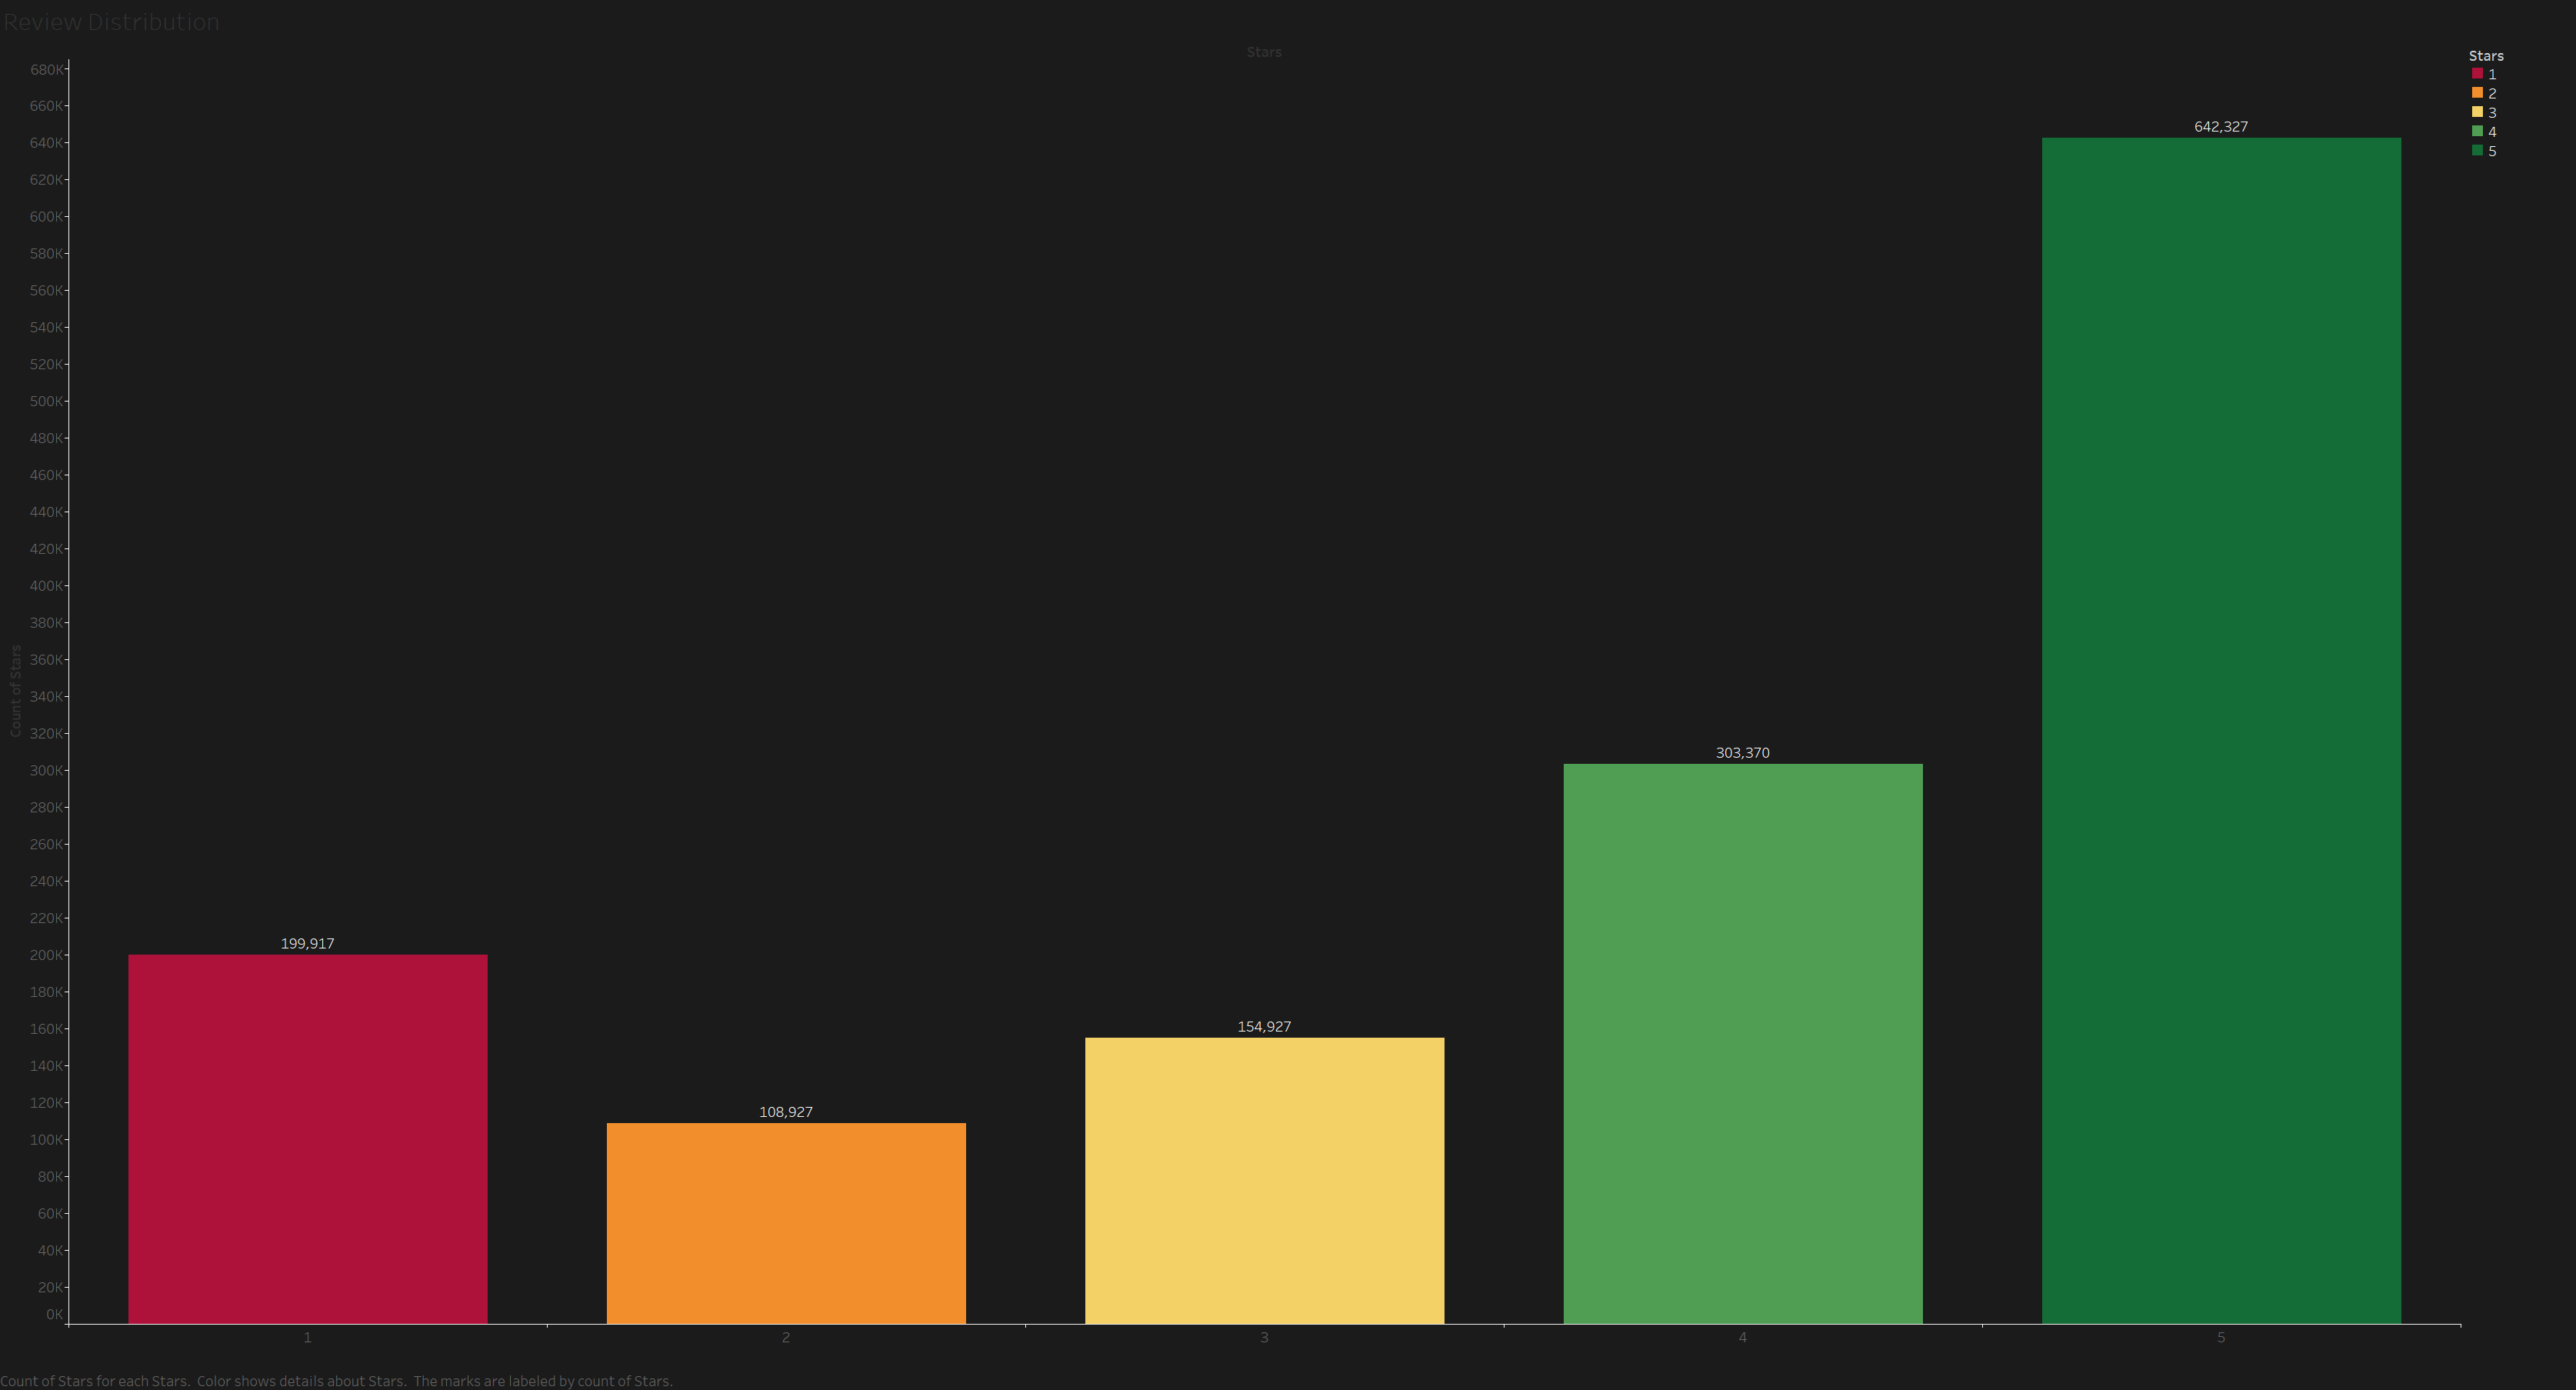 Review Distribution
Stars
Stars
1
2
3
4
5
680K
660K
640K
620K
600K
580K
560K
540K
520K
500K
480K
460K
440K
420K
400K
380K
360K
340K
320K
300K
280K
260K
240K
220K
200K
180K
160K
140K
120K
100K
80K
60K
40K
20K
0K
Count of Stars
199,917
108,927
154,927
303,370
642,327
1
2
3
4
5
Count of Stars for each Stars. Color shows details about Stars. The marks are labeled by count of Stars.